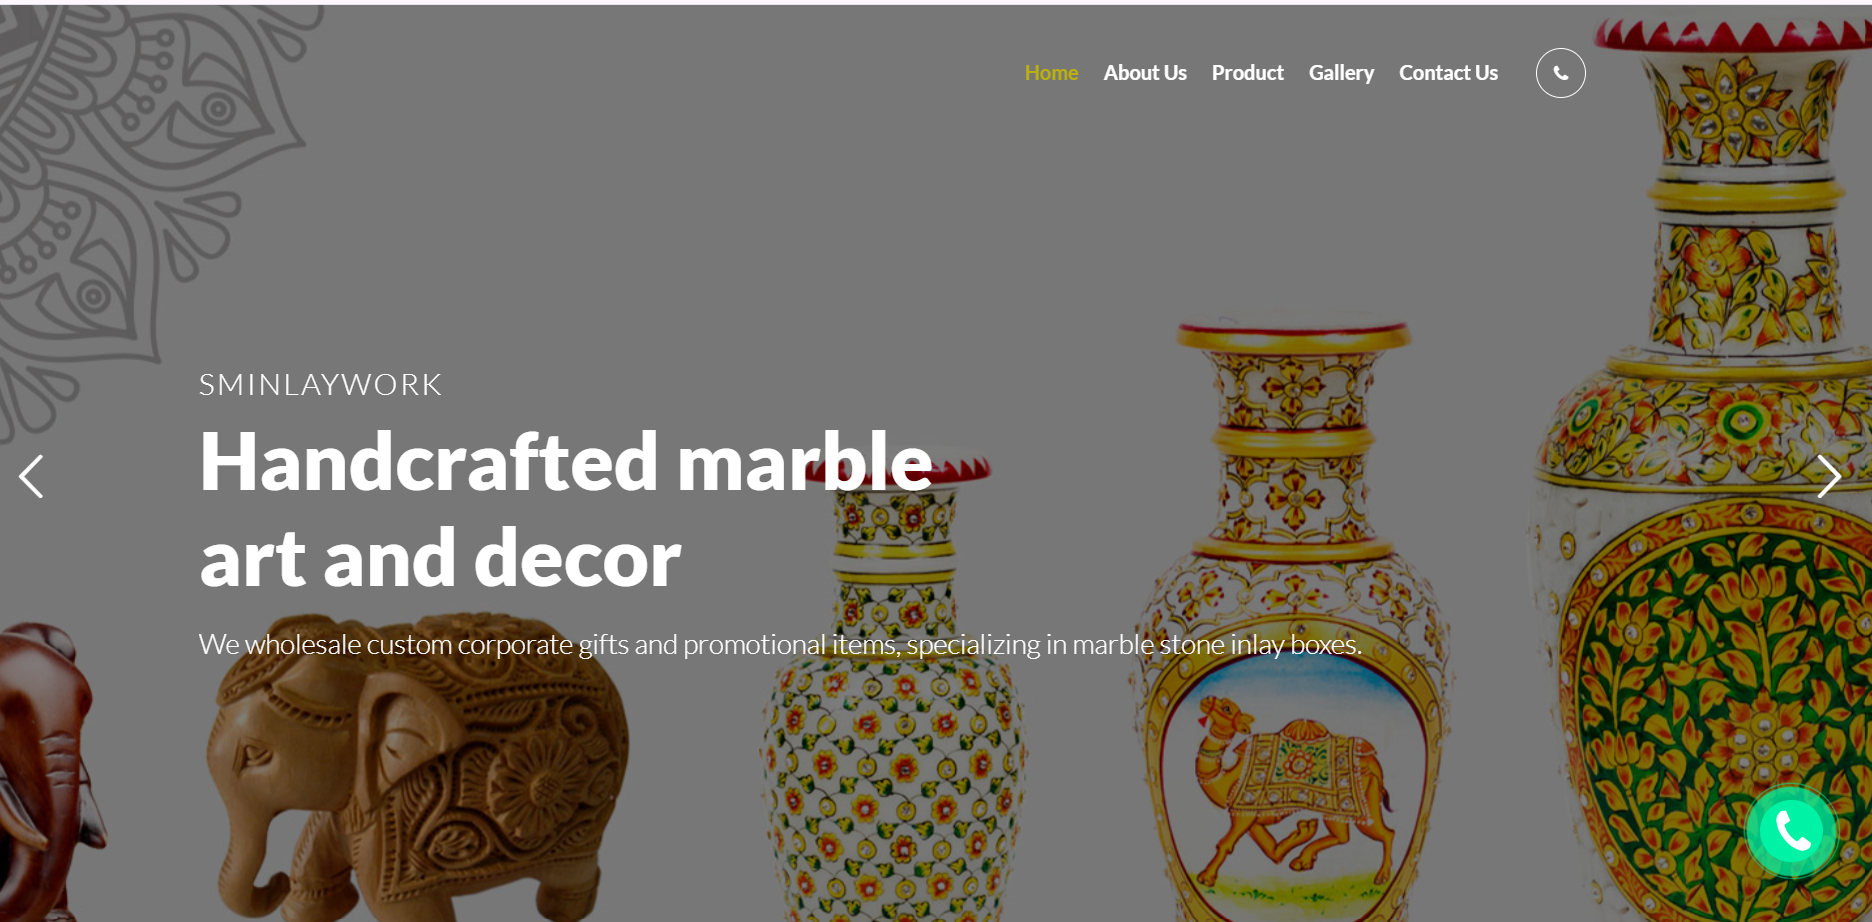 Home About Us Product Gallery Contact Us
SMINLAYWORK
Handcrafted marble
art and decor
We wholesale custom corporate gifts and promotional items, specializing in marble stone inlay boxes.